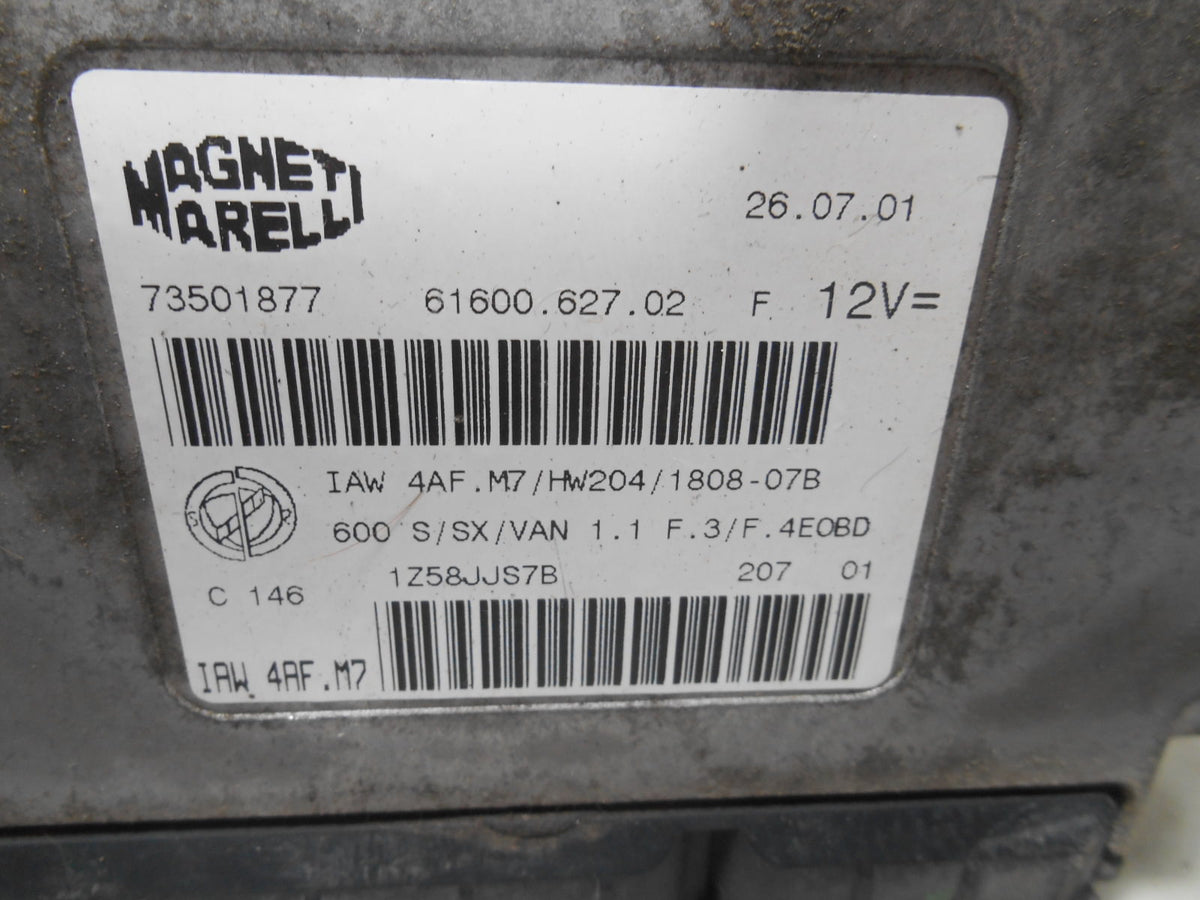 MAGNETI
MARELLI
26.07.01
73501877 61600.627.02 F 12V=
IAW 4AF.M7/HW204/1808-07B
600 S/SX/VAN 1.1 F.3/F.4EOBD
1Z58JJS7B 207 01
C 146
IAW 4AF.M7